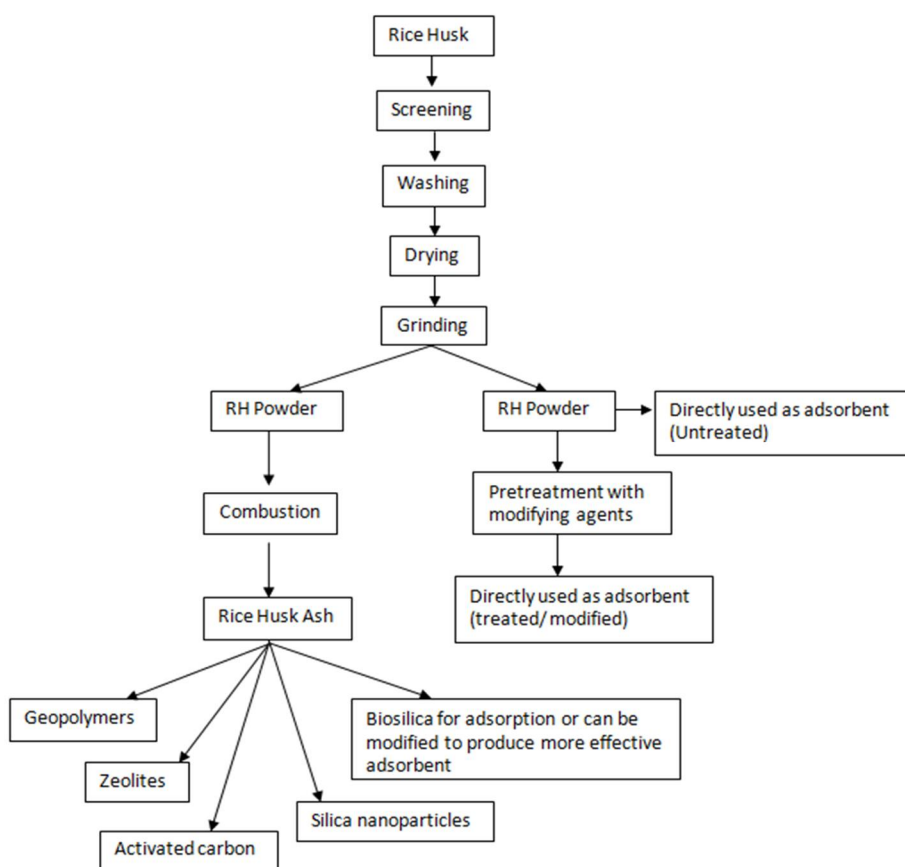 Rice Husk
Screening
Washing
Drying
Grinding
RH Powder
RH Powder
Directly used as adsorbent
(Untreated)
Combustion
Pretreatment with
modifying agents
Rice Husk Ash
Directly used as adsorbent
(treated/ modified)
Geopolymers
Zeolites
Activated carbon
Silica nanoparticles
Biosilica for adsorption or can be
modified to produce more effective
adsorbent